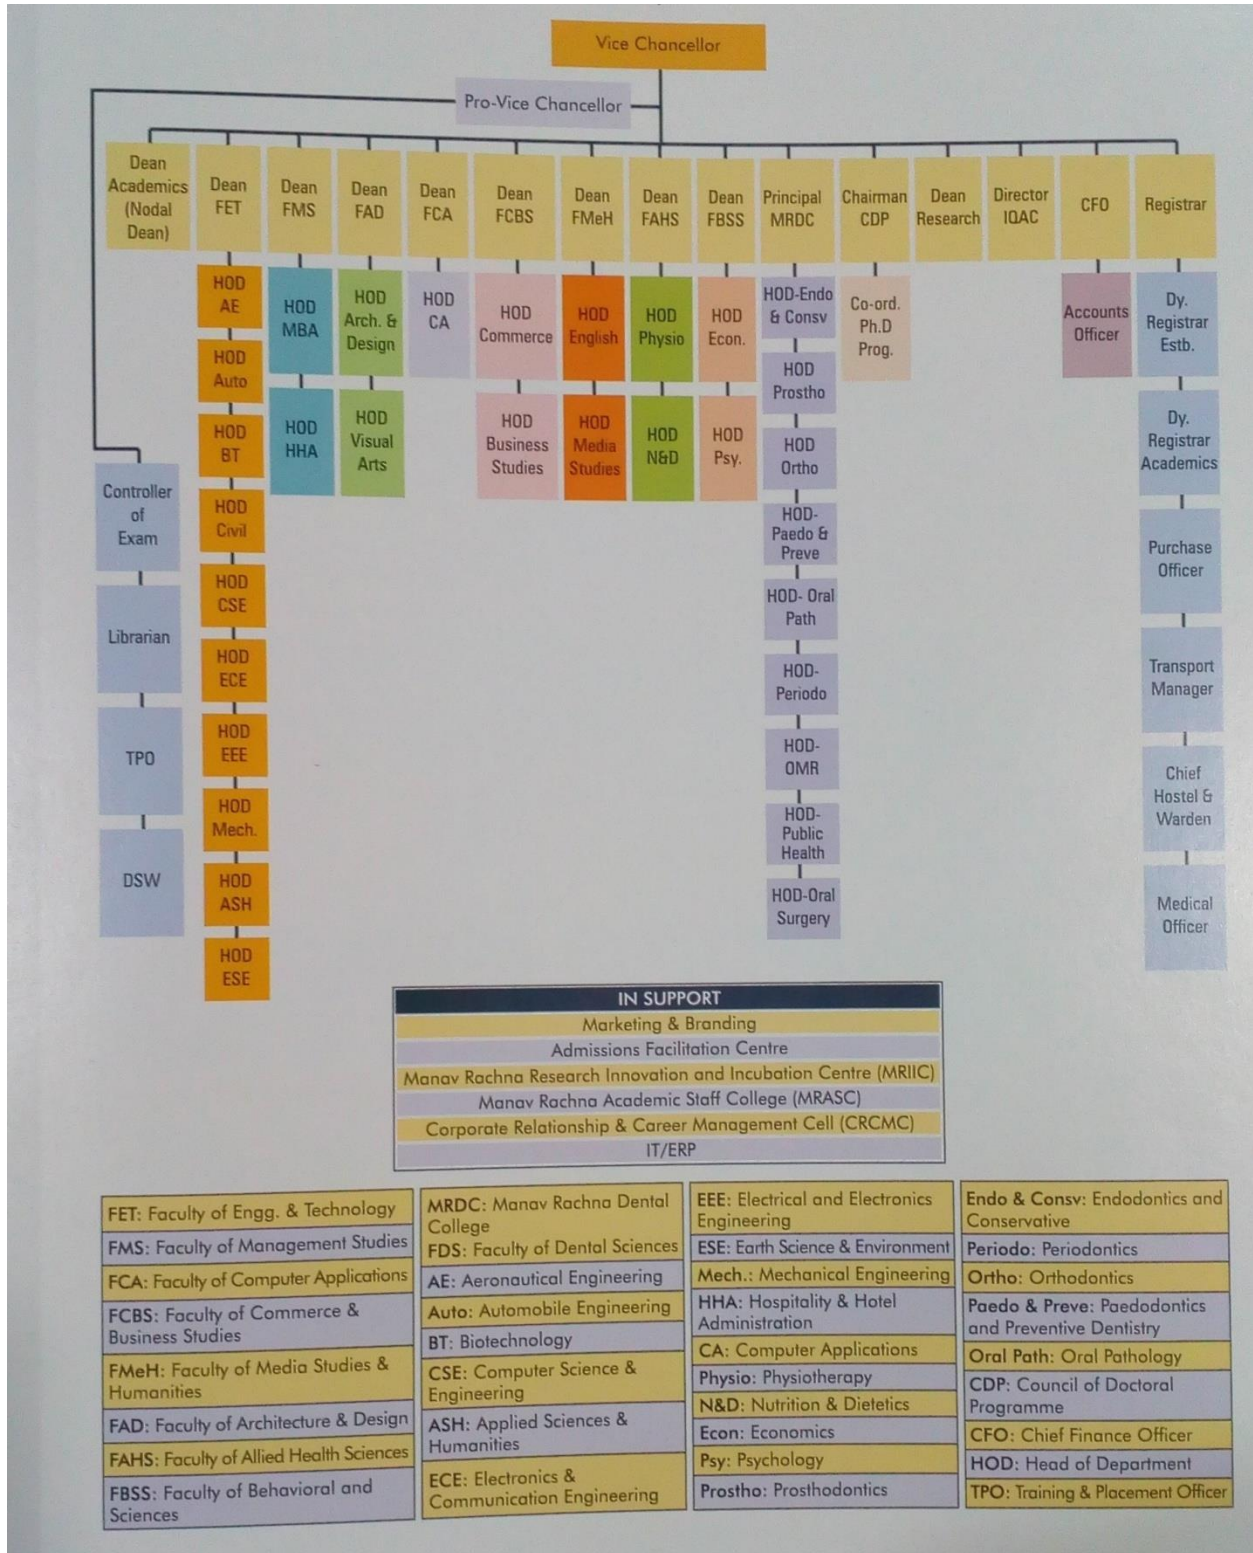 Vice Chancellor
Pro-Vice Chancellor
Dean
Academics
(Nodal
Dean)
Dean
FET
Dean
FMS
Dean
FAD
Dean
FCA
Dean
FCBS
Dean
FMeH
Dean
FAHS
Dean
FBSS
Principal
MRDC
Chairman
CDP
Dean
Research
Director
IQAC
CFO
Registrar
Controller
of
Exam
Librarian
TPO
DSW
HOD
AE
HOD
Auto
HOD
BT
HOD
Civil
HOD
CSE
HOD
ECE
HOD
EEE
HOD
Mech.
HOD
ASH
HOD
ESE
HOD
MBA
HOD
HHA
HOD
Arch. &
Design
HOD
Visual
Arts
HOD
CA
HOD
Commerce
HOD
Business
Studies
HOD
English
HOD
Media
Studies
HOD
Physio
HOD
N&D
HOD
Econ.
HOD
Psy.
HOD-Endo
& Consv
HOD
Prostho
HOD
Ortho
HOD-
Paedo &
Preve
HOD- Oral
Path
HOD-
Periodo
HOD-
OMR
HOD-
Public
Health
HOD-Oral
Surgery
Co-ord.
Ph.D
Prog.
Accounts
Officer
Dy.
Registrar
Estb.
Dy.
Registrar
Academics
Purchase
Officer
Transport
Manager
Chief
Hostel &
Warden
Medical
Officer
IN SUPPORT
Marketing & Branding
Admissions Facilitation Centre
Manav Rachna Research Innovation and Incubation Centre (MRIIC)
Manav Rachna Academic Staff College (MRASC)
Corporate Relationship & Career Management Cell (CRCMC)
IT/ERP
FET: Faculty of Engg. & Technology
FMS: Faculty of Management Studies
FCA: Faculty of Computer Applications
FCBS: Faculty of Commerce &
Business Studies
FMeH: Faculty of Media Studies &
Humanities
FAD: Faculty of Architecture & Design
FAHS: Faculty of Allied Health Sciences
FBSS: Faculty of Behavioral and
Sciences
MRDC: Manav Rachna Dental
College
FDS: Faculty of Dental Sciences
AE: Aeronautical Engineering
Auto: Automobile Engineering
BT: Biotechnology
CSE: Computer Science &
Engineering
ASH: Applied Sciences &
Humanities
ECE: Electronics &
Communication Engineering
EEE: Electrical and Electronics
Engineering
ESE: Earth Science & Environment
Mech.: Mechanical Engineering
HHA: Hospitality & Hotel
Administration
CA: Computer Applications
Physio: Physiotherapy
N&D: Nutrition & Dietetics
Econ: Economics
Psy: Psychology
Prostho: Prosthodontics
Endo & Consv: Endodontics and
Conservative
Periodo: Periodontics
Ortho: Orthodontics
Paedo & Preve: Paedodontics
and Preventive Dentistry
Oral Path: Oral Pathology
CDP: Council of Doctoral
Programme
CFO: Chief Finance Officer
HOD: Head of Department
TPO: Training & Placement Officer